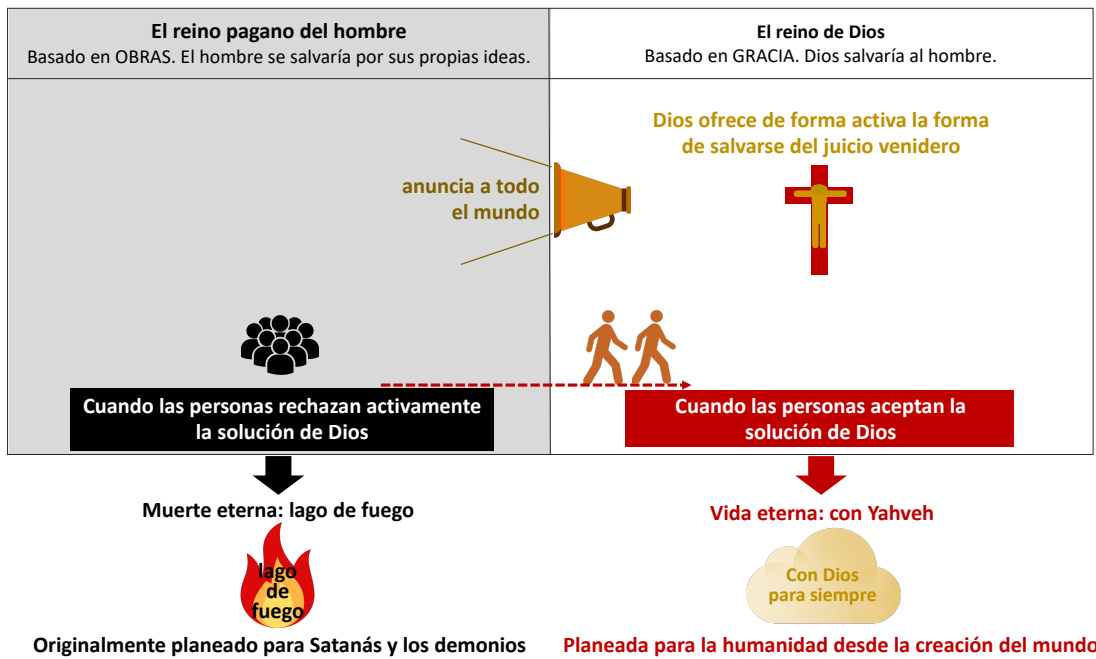 El reino pagano del hombre
Basado en OBRAS. El hombre se salvaría por sus propias ideas.
El reino de Dios
Basado en GRACIA. Dios salvaría al hombre.
Dios ofrece de forma activa la forma
de salvarse del juicio venidero
anuncia a todo
el mundo
Cuando las personas rechazan activamente
la solución de Dios
Cuando las personas aceptan la
solución de Dios
Muerte eterna: lago de fuego
Vida eterna: con Yahveh
lago
de
fuego
Con Dios
para siempre
Originalmente planeado para Satanás y los demonios
Planeada para la humanidad desde la creación del mundo